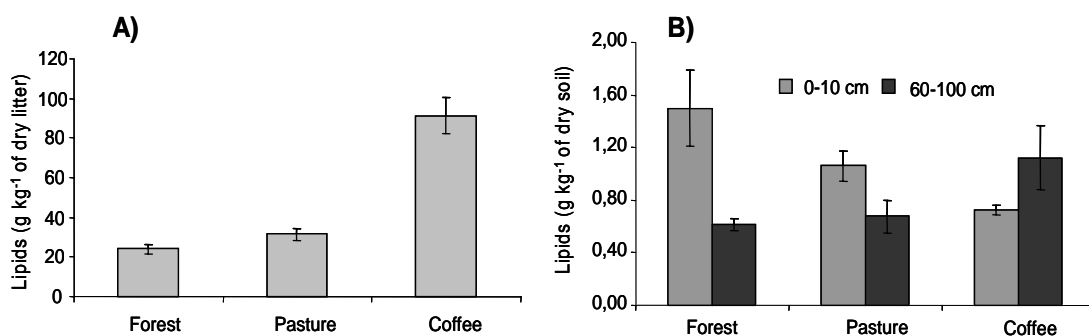 A)
Lipids (g kg-1 of dry litter)
120
100
80
60
40
20
0
Forest Pasture Coffee
B)
Lipids (g kg-1 of dry soil)
2,00
1,60
1,20
0,80
0,40
0,00
0-10 cm 60-100 cm
Forest Pasture Coffee